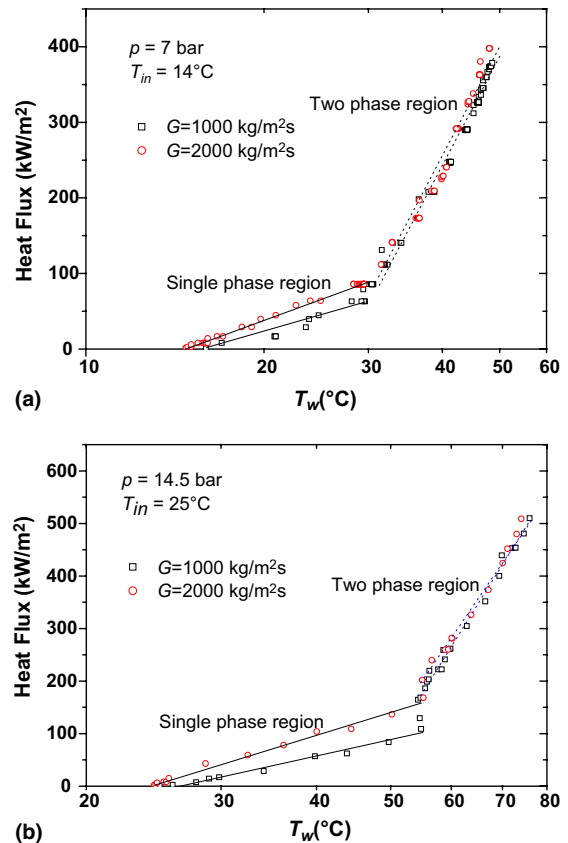 400
p = 7 bar
T_in = 14°C
Two phase region
G=1000 kg/m²s
G=2000 kg/m²s
300
200
100
0
Single phase region
Heat Flux (kW/m²)
10 20 30 40 50 60
T_w(°C)
(a)
600
p = 14.5 bar
T_in = 25°C
500
G=1000 kg/m²s
G=2000 kg/m²s
400
Two phase region
300
200
Single phase region
100
0
Heat Flux (kW/m²)
20 30 40 50 60 70 80
T_w(°C)
(b)